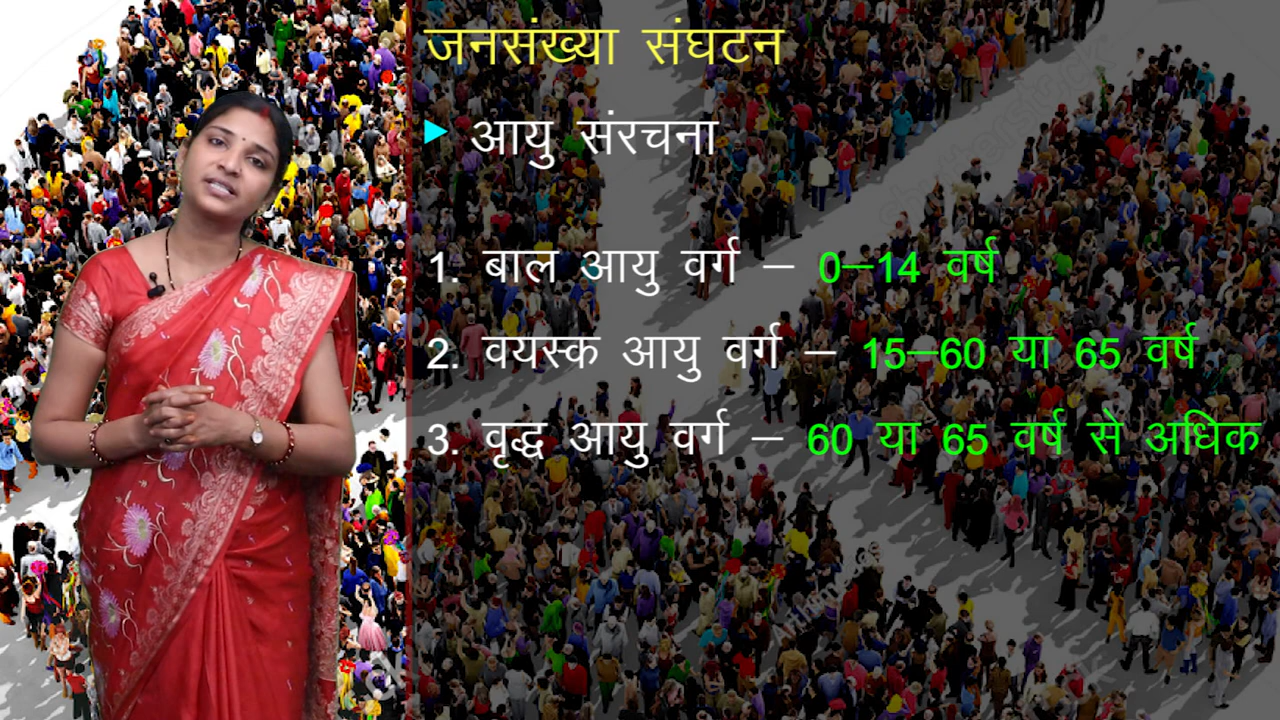 जनसंख्या संघटन
आयु संरचना
1. बाल आयु वर्ग – 0–14 वर्ष
2. वयस्क आयु वर्ग – 15–60 या 65 वर्ष
3. वृद्ध आयु वर्ग – 60 या 65 वर्ष से अधिक